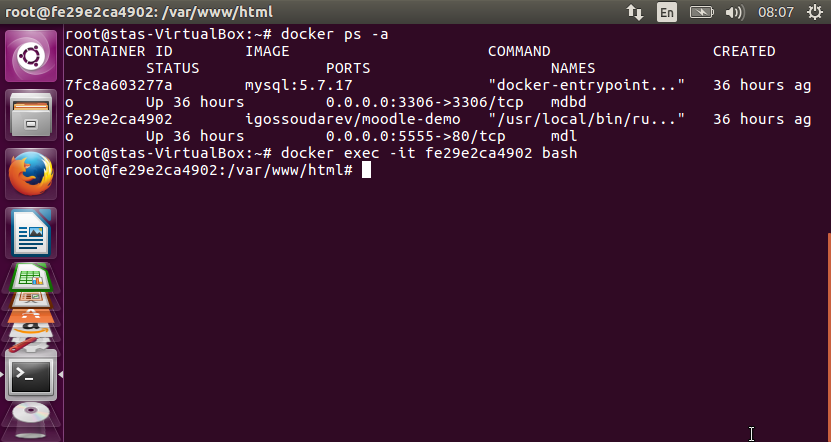 root@fe29e2ca4902: /var/www/html
En
08:07
root@stas-VirtualBox:~# docker ps -a
CONTAINER ID        IMAGE                        COMMAND                  CREATED
         STATUS              PORTS                    NAMES
7fc8a603277a        mysql:5.7.17                 "docker-entrypoint..."   36 hours ag
o        Up 36 hours         0.0.0.0:3306->3306/tcp   mdbd
fe29e2ca4902        igossoudarev/moodle-demo   "/usr/local/bin/ru..."   36 hours ag
o        Up 36 hours         0.0.0.0:5555->80/tcp     mdl
root@stas-VirtualBox:~# docker exec -it fe29e2ca4902 bash
root@fe29e2ca4902:/var/www/html#